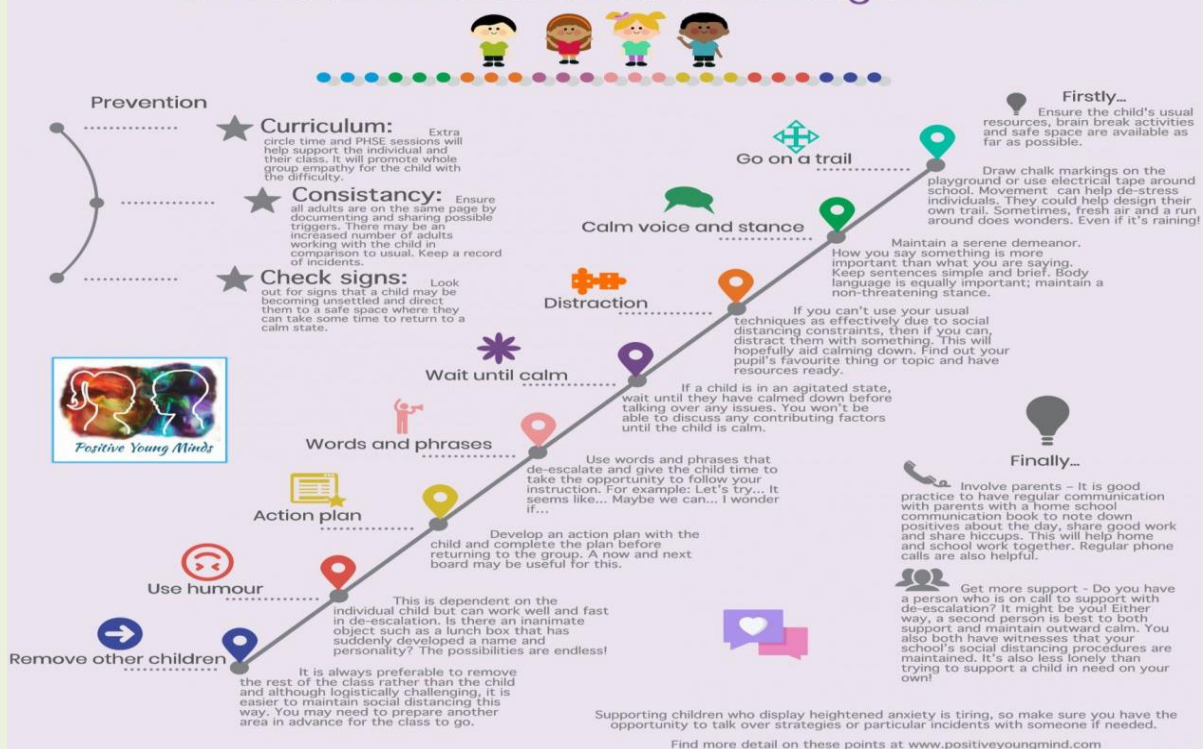 Prevention
Curriculum: Extra
circle time and PHSE sessions will
help support the individual and
their class. It will promote whole
group empathy for the child with
the difficulty.
Consistancy: Ensure
all adults are on the same page by
documenting and sharing possible
triggers. There may be an
increased number of adults
working with the child in
comparison to usual. Keep a record
of incidents.
Check signs: Look
out for signs that a child may be
becoming unsettled and direct
them to a safe space where they
can take some time to return to a
calm state.
Positive Young Minds
Firstly...
Ensure the child's usual
resources, brain break activities
and safe space are available as
far as possible.
Go on a trail
Draw chalk markings on the
playground or use electrical tape around
school. Movement can help de-stress
individuals. They could help design their
own trail. Sometimes, fresh air and a run
around does wonders. Even if it's raining!
Calm voice and stance
Maintain a serene demeanor.
How you say something is more
important than what you are saying.
Keep sentences simple and brief. Body
language is equally important; maintain a
non-threatening stance.
Distraction
If you can't use your usual
techniques as effectively due to social
distancing constraints, then if you can,
distract them with something. This will
hopefully aid calming down. Find out your
pupil's favourite thing or topic and have
resources ready.
Wait until calm
If a child is in an agitated state,
wait until they have calmed down before
talking over any issues. You won't be
able to discuss any contributing factors
until the child is calm.
Words and phrases
Use words and phrases that
de-escalate and give the child time to
take the opportunity to follow your
instruction. For example: Let's try... It
seems like... Maybe we can... I wonder
if...
Action plan
Develop an action plan with the
child and complete the plan before
returning to the group. A now and next
board may be useful for this.
Use humour
This is dependent on the
individual child but can work well and fast
in de-escalation. Is there an inanimate
object such as a lunch box that has
suddenly developed a name and
personality? The possibilities are endless!
Remove other children
It is always preferable to remove
the rest of the class rather than the child
and although logistically challenging, it is
easier to maintain social distancing this
way. You may need to prepare another
area in advance for the class to go.
Finally...
Involve parents – It is good
practice to have regular communication
with parents with a home school
communication book to note down
positives about the day, share good work
and share hiccups. This will help home
and school work together. Regular phone
calls are also helpful.
Get more support - Do you have
a person who is on call to support with
de-escalation? It might be you! Either
way, a second person is best to both
support and maintain outward calm. You
also both have witnesses that your
school's social distancing procedures are
maintained. It's also less lonely than
trying to support a child in need on your
own!
Supporting children who display heightened anxiety is tiring, so make sure you have the
opportunity to talk over strategies or particular incidents with someone if needed.
Find more detail on these points at www.positiveyoungmind.com